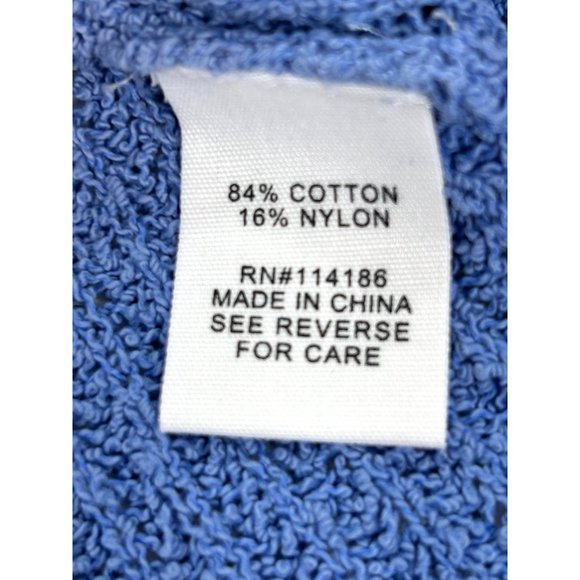 84% COTTON
16% NYLON
RN#114186
MADE IN CHINA
SEE REVERSE
FOR CARE